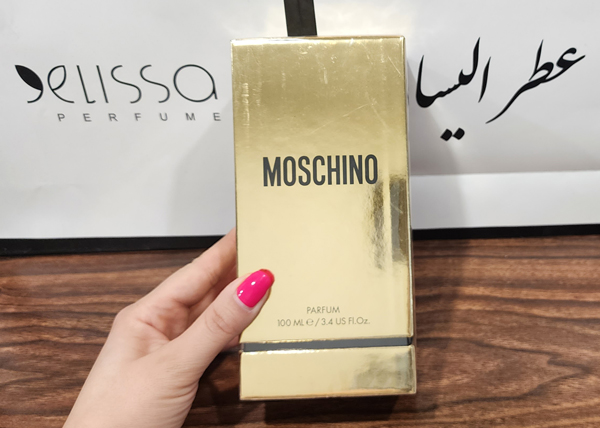 elissa
PERFUME
عطر اليسا
MOSCHINO
PARFUM
100 ML ℮ / 3.4 US Fl.Oz.